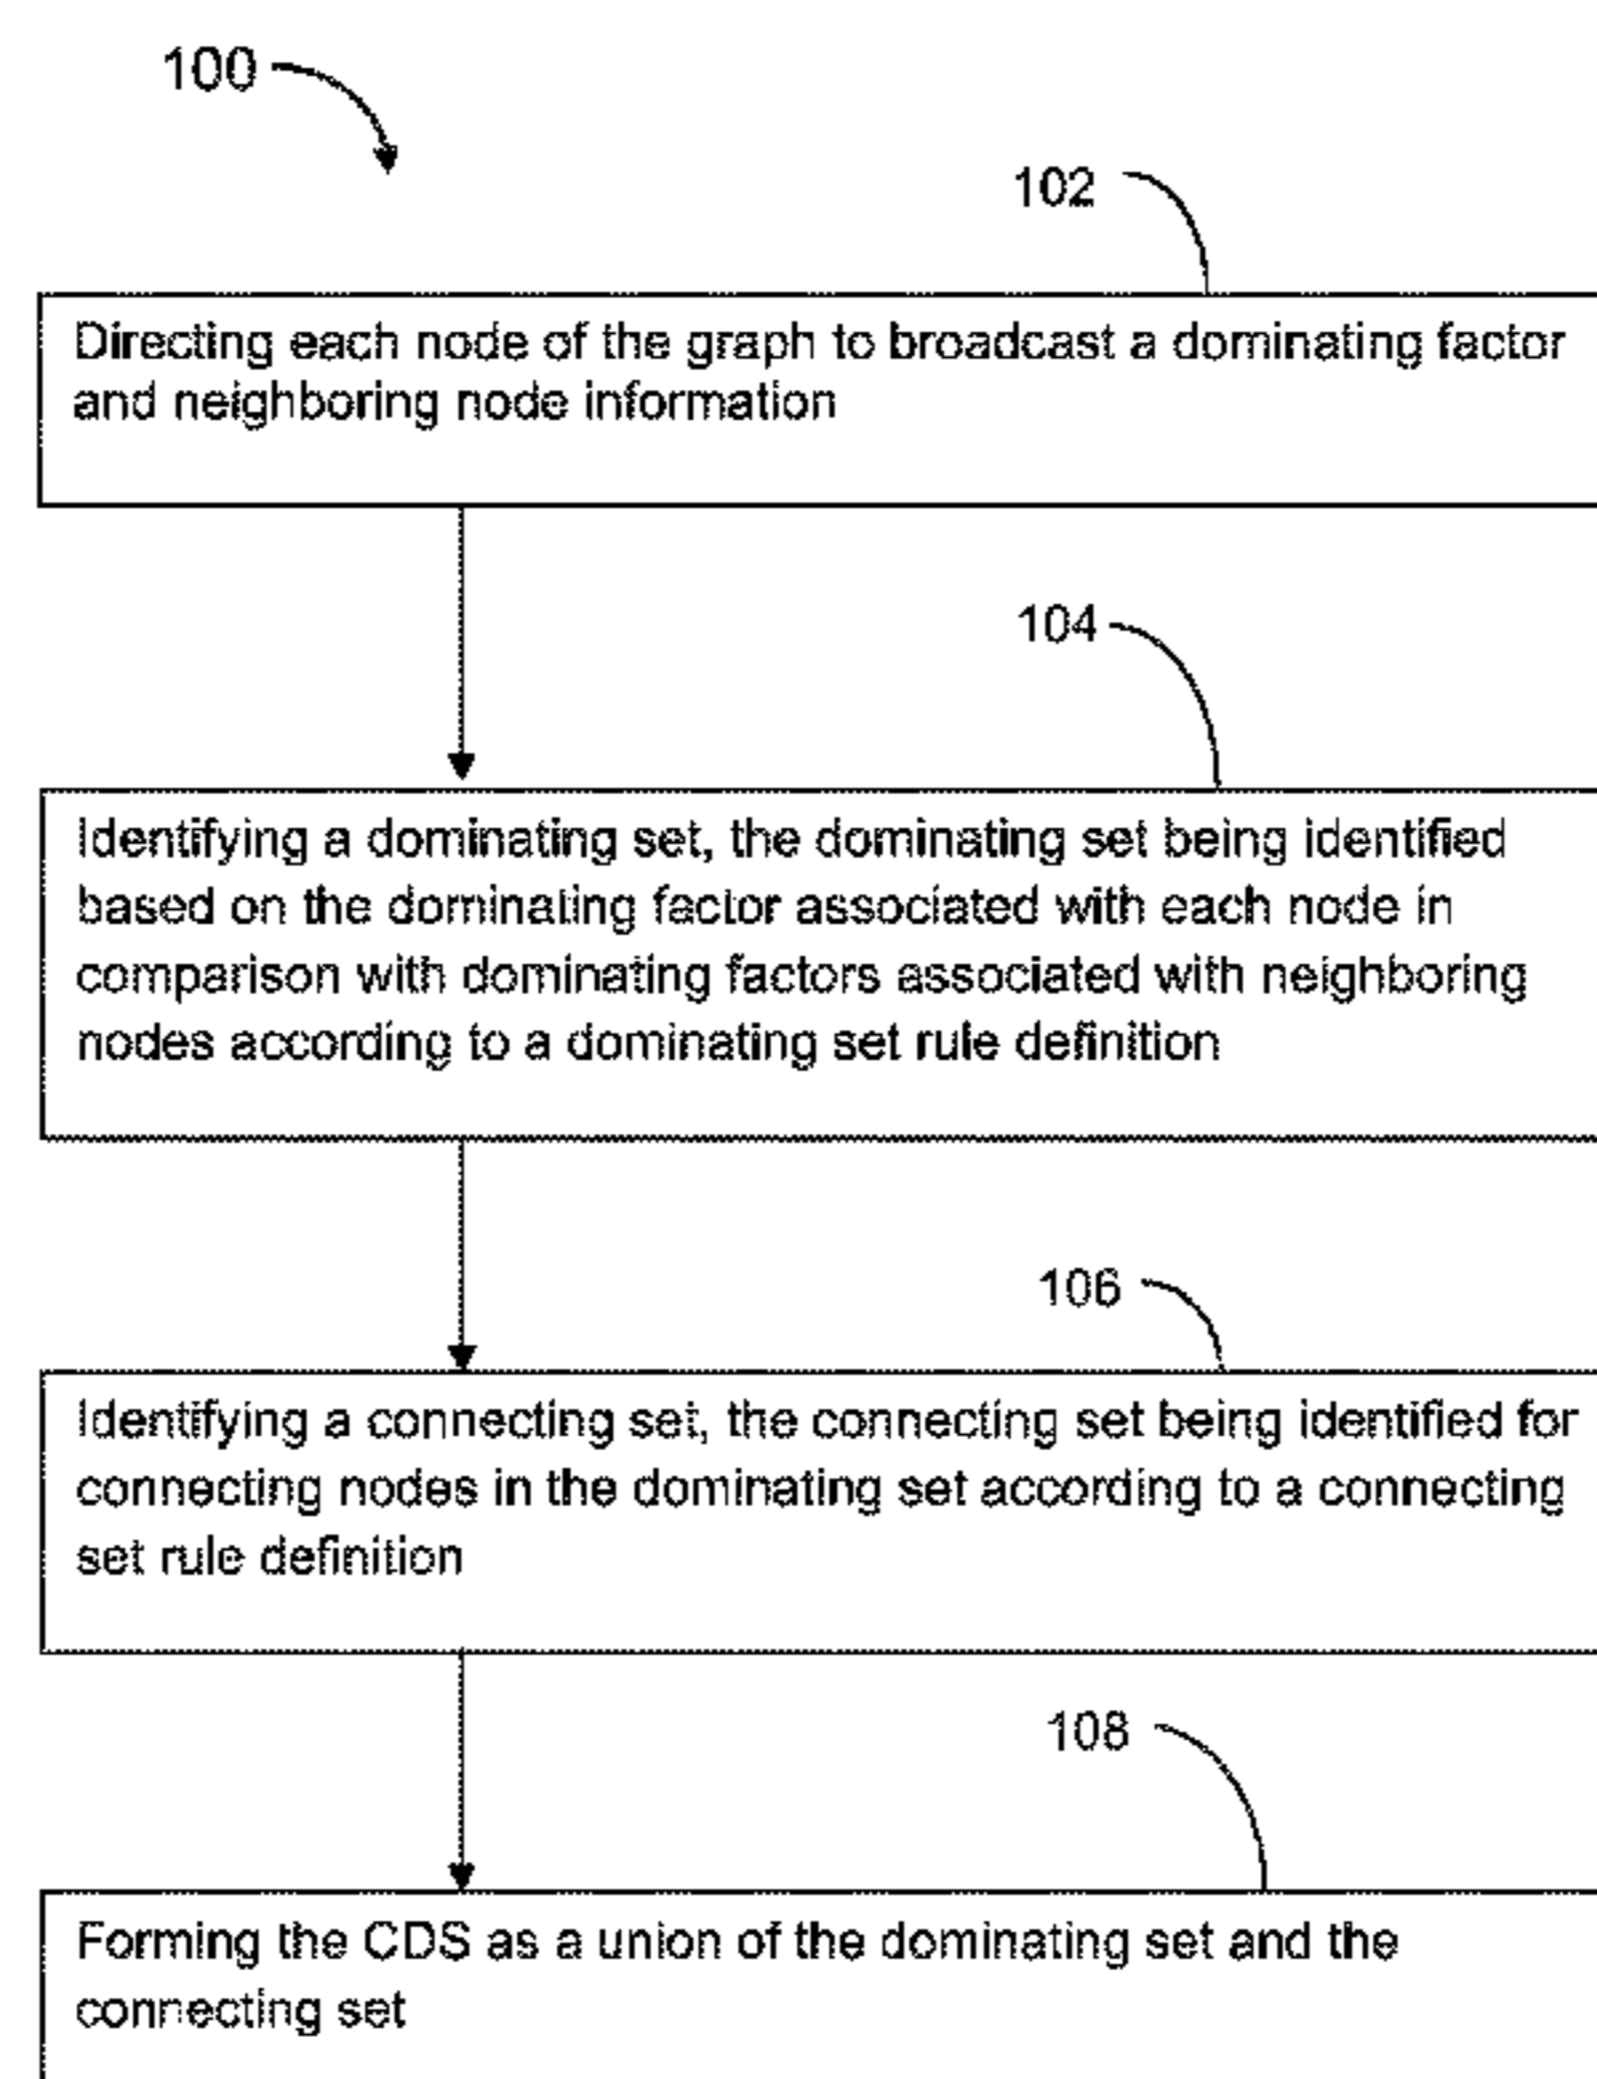 100
102
Directing each node of the graph to broadcast a dominating factor
and neighboring node information
104
Identifying a dominating set, the dominating set being identified
based on the dominating factor associated with each node in
comparison with dominating factors associated with neighboring
nodes according to a dominating set rule definition
106
Identifying a connecting set, the connecting set being identified for
connecting nodes in the dominating set according to a connecting
set rule definition
108
Forming the CDS as a union of the dominating set and the
connecting set